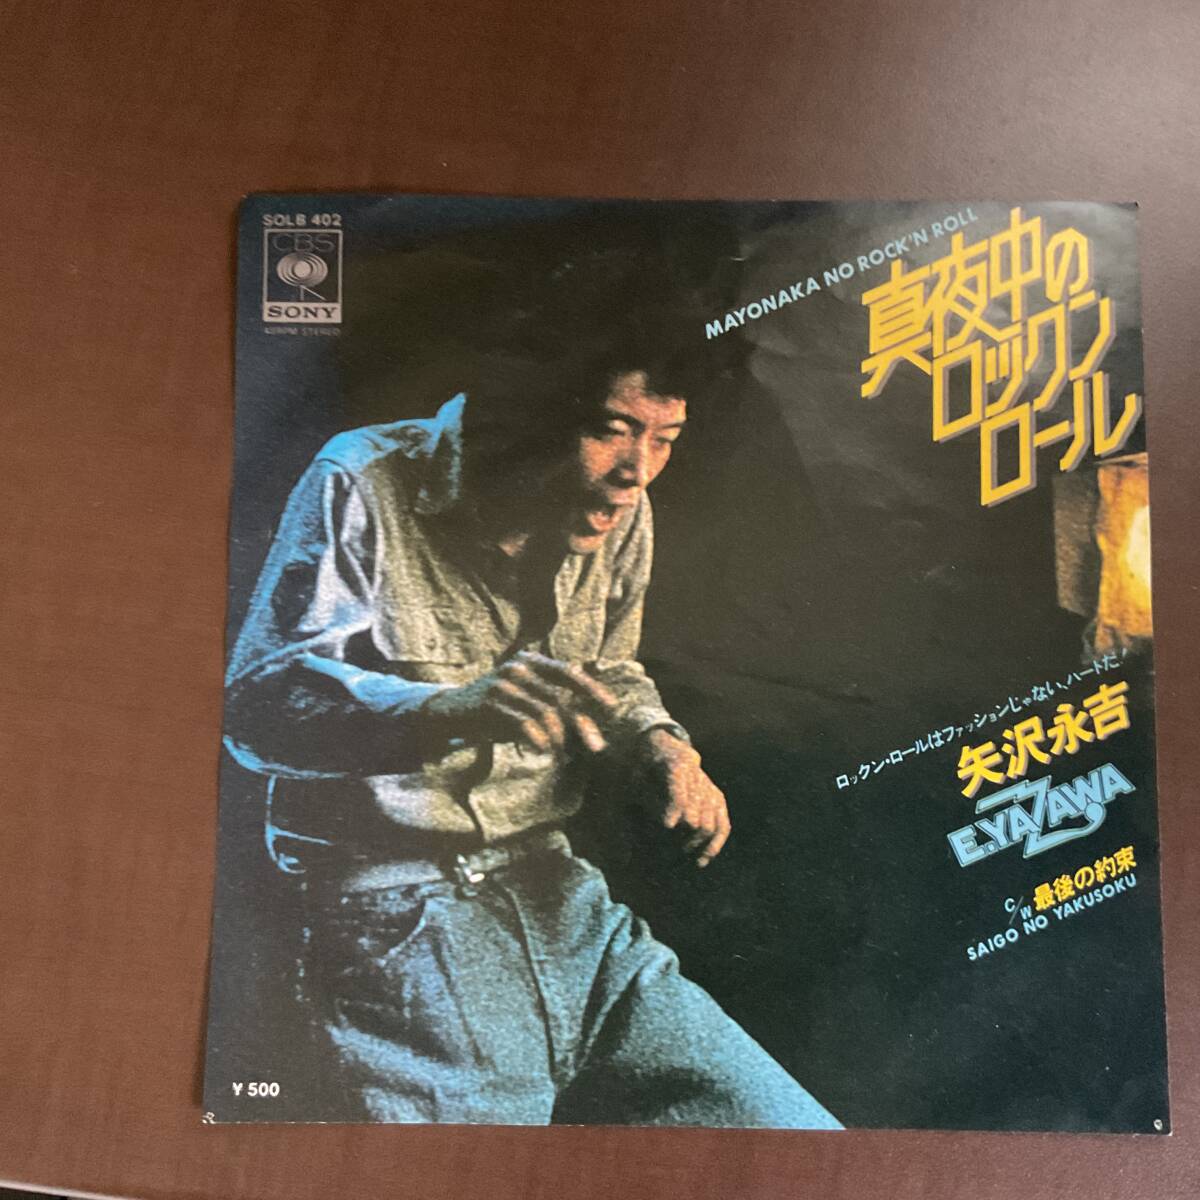 SOLB 402
CBS
SONY
45RPM STEREO
MAYONAKA NO ROCK'N ROLL
真夜中の
ロックン
ロール
ロックン・ロールはファッションじゃない、ハートだ!
矢沢永吉
E.YAZAWA
C/W 最後の約束
SAIGO NO YAKUSOKU
¥500